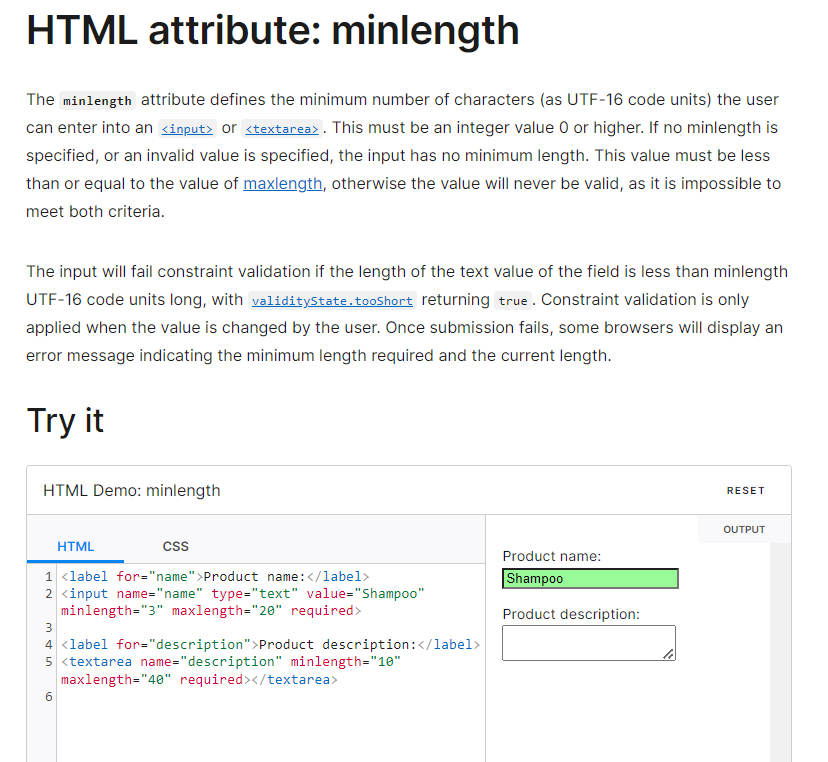 HTML attribute: minlength
The minlength attribute defines the minimum number of characters (as UTF-16 code units) the user
can enter into an <input> or <textarea>. This must be an integer value 0 or higher. If no minlength is
specified, or an invalid value is specified, the input has no minimum length. This value must be less
than or equal to the value of maxlength, otherwise the value will never be valid, as it is impossible to
meet both criteria.
The input will fail constraint validation if the length of the text value of the field is less than minlength
UTF-16 code units long, with validityState.tooShort returning true. Constraint validation is only
applied when the value is changed by the user. Once submission fails, some browsers will display an
error message indicating the minimum length required and the current length.
Try it
HTML Demo: minlength
RESET
HTML
CSS
1 <label for="name">Product name:</label>
2 <input name="name" type="text" value="Shampoo"
minlength="3" maxlength="20" required>
3
4 <label for="description">Product description:</label>
5 <textarea name="description" minlength="10"
maxlength="40" required></textarea>
6
OUTPUT
Product name:
Shampoo
Product description: